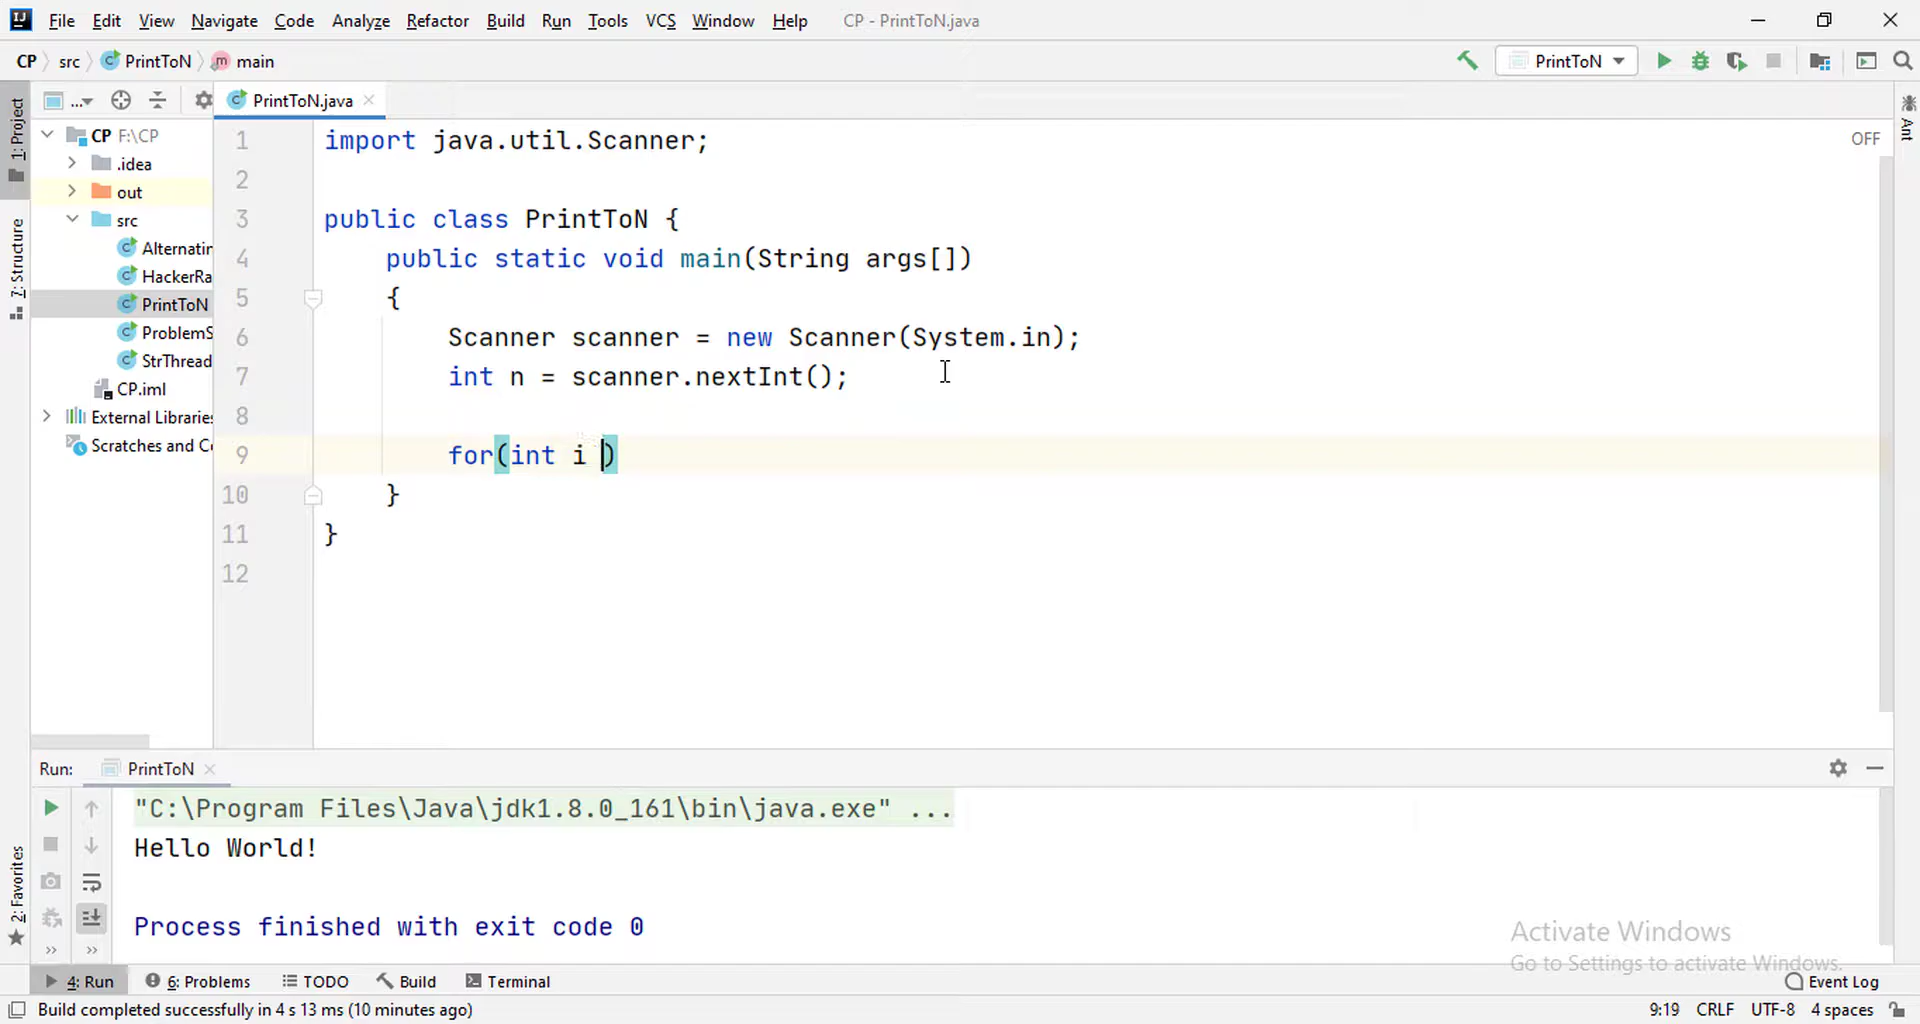 File Edit View Navigate Code Analyze Refactor Build Run Tools VCS Window Help CP - PrintToN.java
CP src PrintToN main PrintToN
... PrintToN.java
1: Project
7: Structure
2: Favorites
Ant
CP F:\CP
.idea
out
src
Alternatin
HackerRa
PrintToN
ProblemS
StrThread
CP.iml
External Libraries
Scratches and Co
OFF
1 import java.util.Scanner;
2
3 public class PrintToN {
4 public static void main(String args[])
5 {
6 Scanner scanner = new Scanner(System.in);
7 int n = scanner.nextInt();
8
9 for(int i )
10 }
11 }
12
Run: PrintToN
"C:\Program Files\Java\jdk1.8.0_161\bin\java.exe" ...
Hello World!
Process finished with exit code 0
Activate Windows
Go to Settings to activate Windows.
4: Run 6: Problems TODO Build Terminal Event Log
Build completed successfully in 4 s 13 ms (10 minutes ago) 9:19 CRLF UTF-8 4 spaces